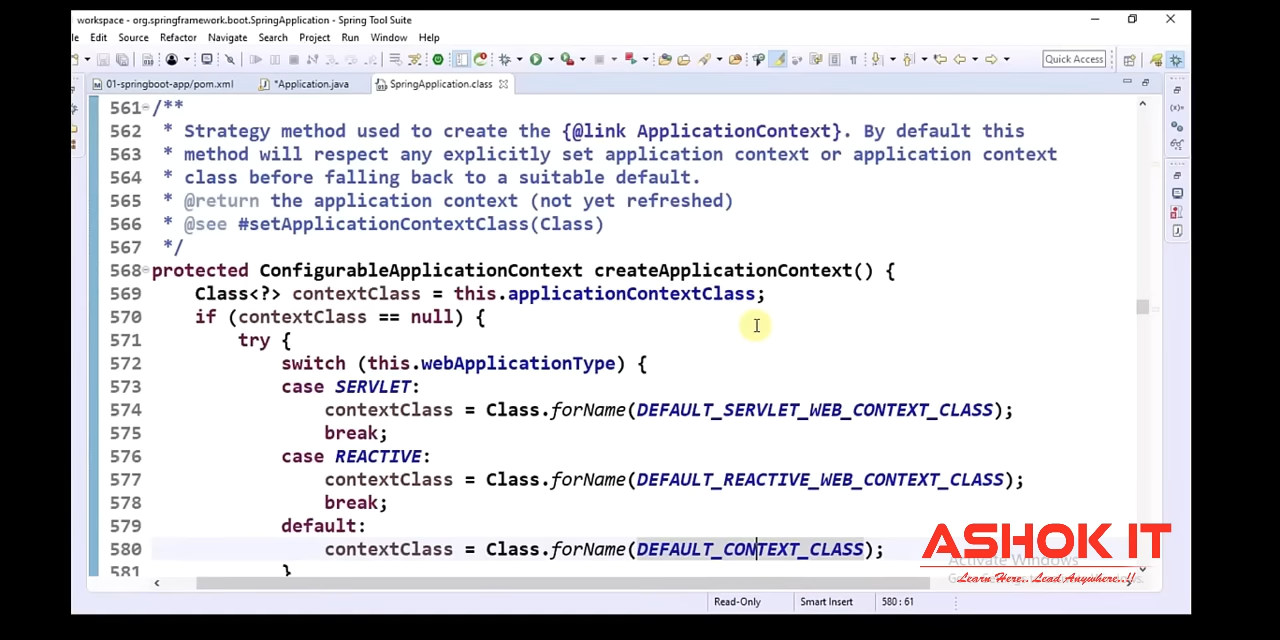 workspace - org.springframework.boot.SpringApplication - Spring Tool Suite
le Edit Source Refactor Navigate Search Project Run Window Help
Quick Access
01-springboot-app/pom.xml *Application.java SpringApplication.class
561 /**
562 * Strategy method used to create the {@link ApplicationContext}. By default this
563 * method will respect any explicitly set application context or application context
564 * class before falling back to a suitable default.
565 * @return the application context (not yet refreshed)
566 * @see #setApplicationContextClass(Class)
567 */
568 protected ConfigurableApplicationContext createApplicationContext() {
569 Class<?> contextClass = this.applicationContextClass;
570 if (contextClass == null) {
571 try {
572 switch (this.webApplicationType) {
573 case SERVLET:
574 contextClass = Class.forName(DEFAULT_SERVLET_WEB_CONTEXT_CLASS);
575 break;
576 case REACTIVE:
577 contextClass = Class.forName(DEFAULT_REACTIVE_WEB_CONTEXT_CLASS);
578 break;
579 default:
580 contextClass = Class.forName(DEFAULT_CONTEXT_CLASS);
581 }
ASHOK IT
Activate Windows
Learn Here.. Lead Anywhere..!!
Read-Only Smart Insert 580 : 61